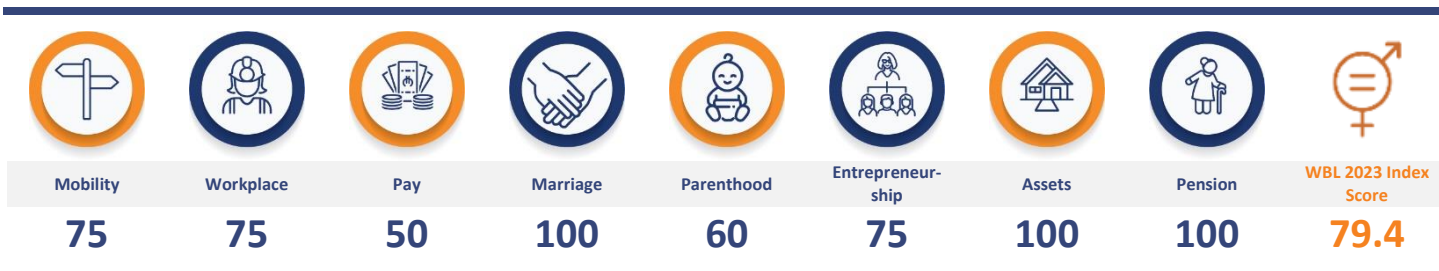 Mobility
Workplace
Pay
Marriage
Parenthood
Entrepreneur-
ship
Assets
Pension
WBL 2023 Index
Score
75
75
50
100
60
75
100
100
79.4